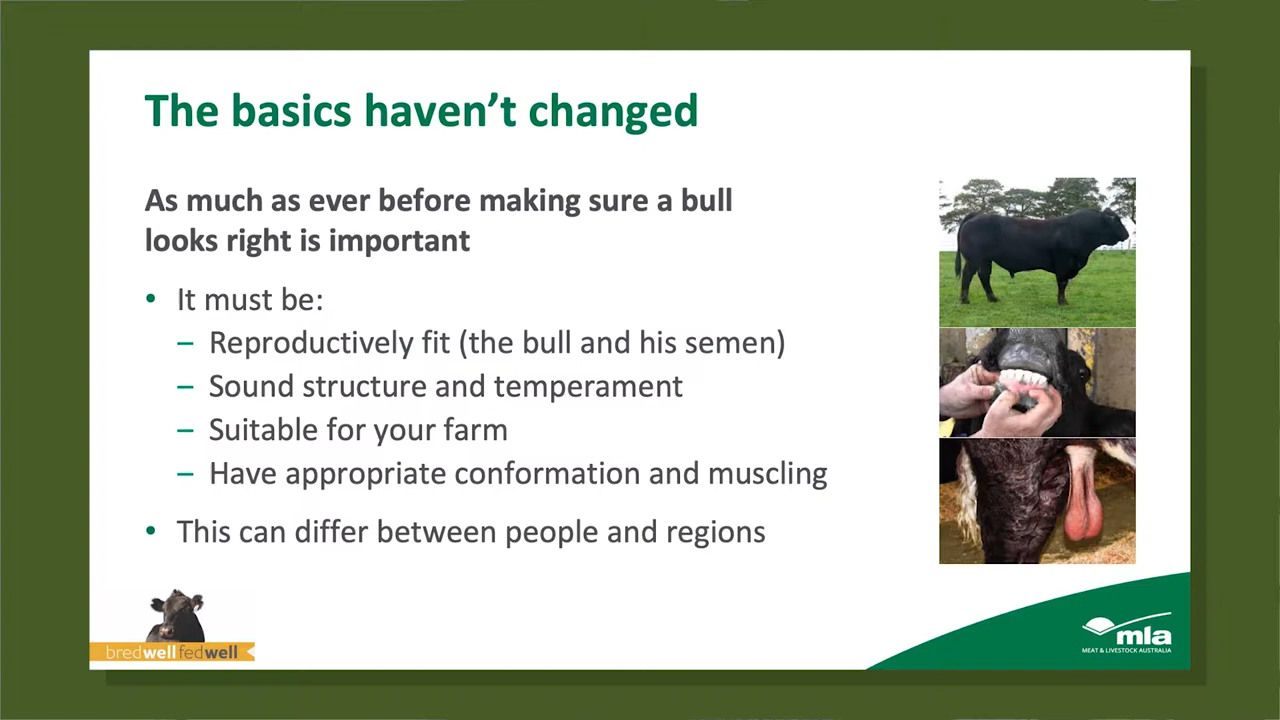 The basics haven’t changed
As much as ever before making sure a bull
looks right is important
• It must be:
– Reproductively fit (the bull and his semen)
– Sound structure and temperament
– Suitable for your farm
– Have appropriate conformation and muscling
• This can differ between people and regions
bredwellfedwell
mla
MEAT & LIVESTOCK AUSTRALIA